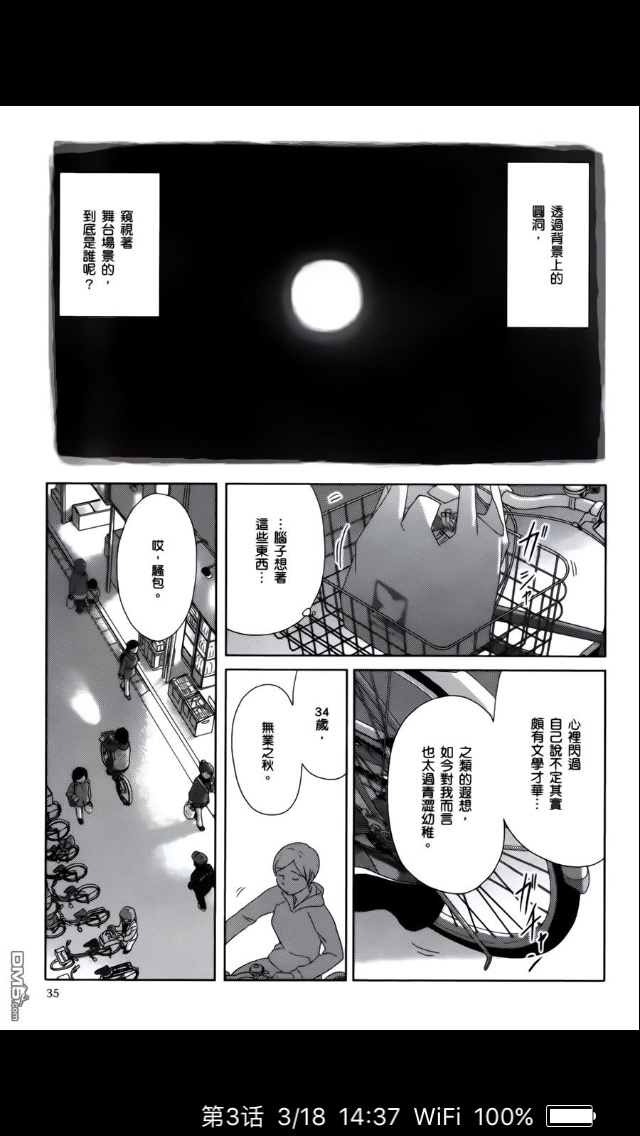 透過背景上的
圓洞，
窺視著
舞台場景的，
到底是誰呢？
…腦子想著
這些東西…
哎，騷包。
心裡閃過
自己說不定其實
頗有文學才華…
之類的遐想，
如今對我而言
也太過青澀幼稚。
34歲，
無業之秋。
35
DM5.com
第3话 3/18 14:37 WiFi 100%